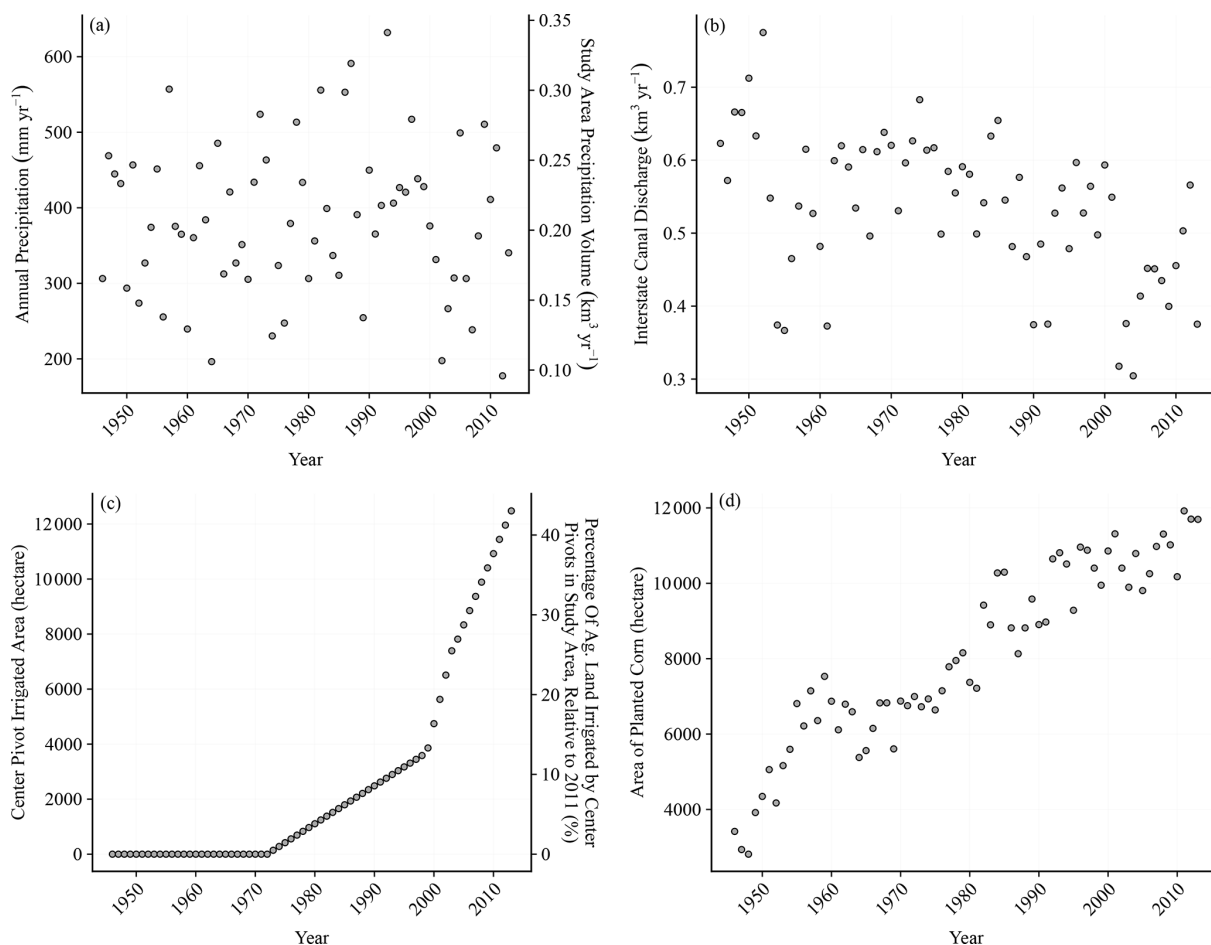 (a)
Annual Precipitation (mm yr⁻¹)
600
500
400
300
200
0.35
0.30
0.25
0.20
0.15
0.10
Study Area Precipitation Volume (km³ yr⁻¹)
1950 1960 1970 1980 1990 2000 2010
Year
(b)
Interstate Canal Discharge (km³ yr⁻¹)
0.7
0.6
0.5
0.4
0.3
1950 1960 1970 1980 1990 2000 2010
Year
(c)
Center Pivot Irrigated Area (hectare)
12000
10000
8000
6000
4000
2000
0
40
30
20
10
0
Percentage Of Ag. Land Irrigated by Center
Pivots in Study Area, Relative to 2011 (%)
1950 1960 1970 1980 1990 2000 2010
Year
(d)
Area of Planted Corn (hectare)
12000
10000
8000
6000
4000
1950 1960 1970 1980 1990 2000 2010
Year